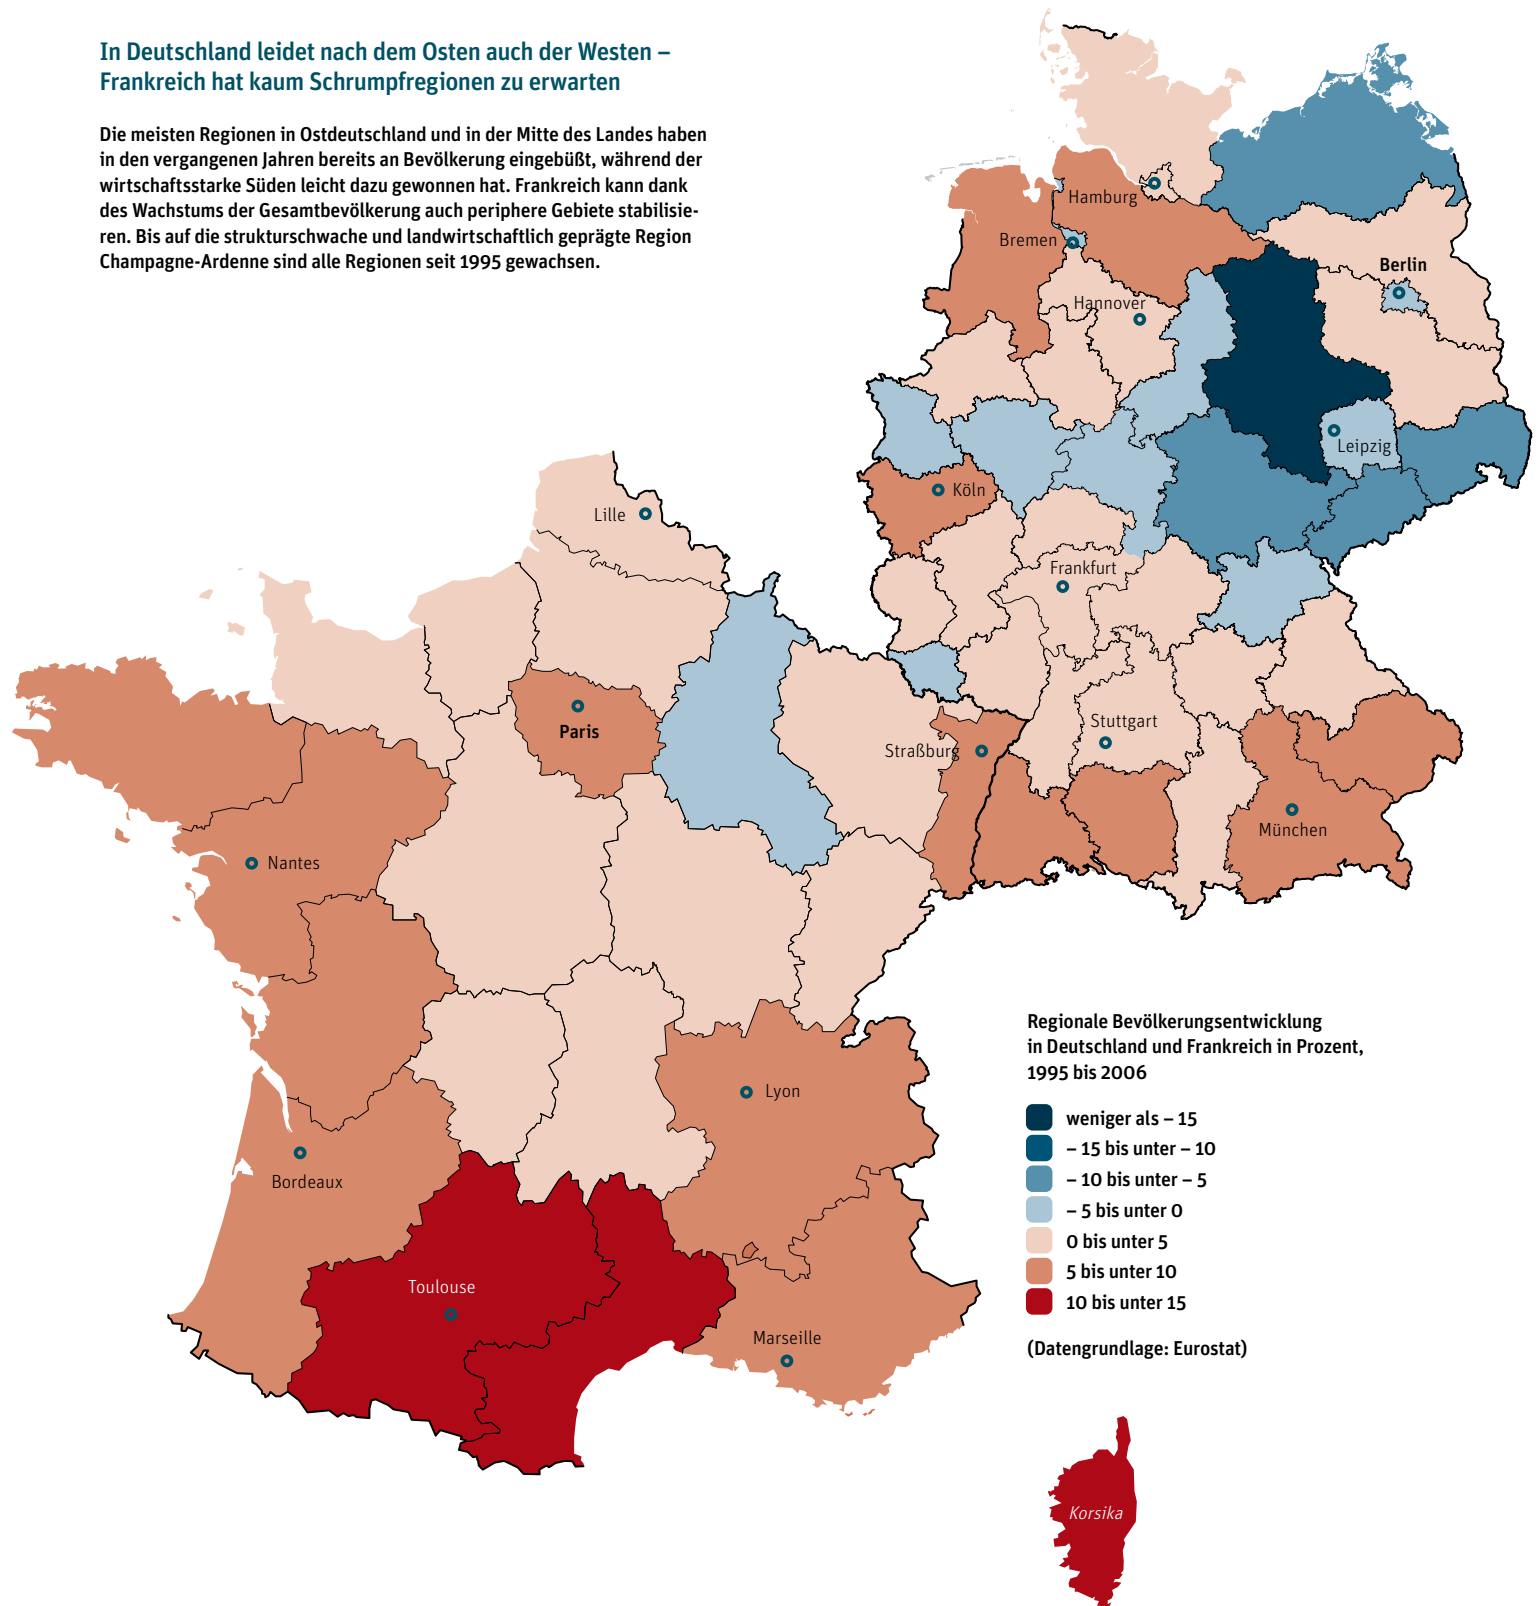 In Deutschland leidet nach dem Osten auch der Westen –
Frankreich hat kaum Schrumpfregionen zu erwarten
Die meisten Regionen in Ostdeutschland und in der Mitte des Landes haben
in den vergangenen Jahren bereits an Bevölkerung eingebüßt, während der
wirtschaftsstarke Süden leicht dazu gewonnen hat. Frankreich kann dank
des Wachstums der Gesamtbevölkerung auch periphere Gebiete stabilisie-
ren. Bis auf die strukturschwache und landwirtschaftlich geprägte Region
Champagne-Ardenne sind alle Regionen seit 1995 gewachsen.
Hamburg
Bremen
Berlin
Hannover
Leipzig
Köln
Lille
Frankfurt
Paris
Stuttgart
Straßburg
München
Nantes
Lyon
Bordeaux
Toulouse
Marseille
Regionale Bevölkerungsentwicklung
in Deutschland und Frankreich in Prozent,
1995 bis 2006
weniger als – 15
– 15 bis unter – 10
– 10 bis unter – 5
– 5 bis unter 0
0 bis unter 5
5 bis unter 10
10 bis unter 15
(Datengrundlage: Eurostat)
Korsika